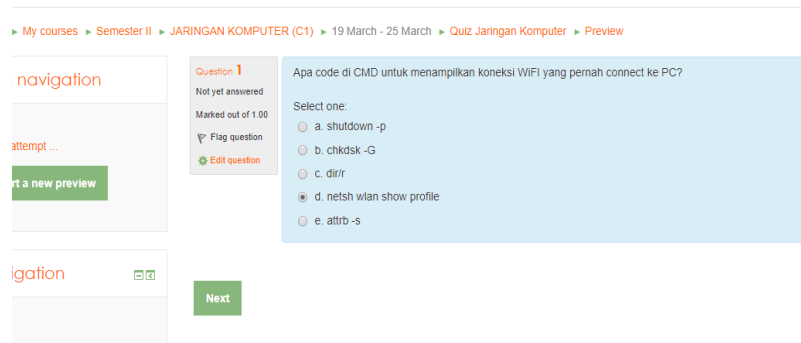 My courses ▸ Semester II ▸ JARINGAN KOMPUTER (C1) ▸ 19 March - 25 March ▸ Quiz Jaringan Komputer ▸ Preview
navigation
attempt ...
rt a new preview
Question 1
Not yet answered
Marked out of 1.00
Flag question
Edit question
Apa code di CMD untuk menampilkan koneksi WiFI yang pernah connect ke PC?
Select one:
a. shutdown -p
b. chkdsk -G
c. dir/r
d. netsh wlan show profile
e. attrb -s
igation
Next